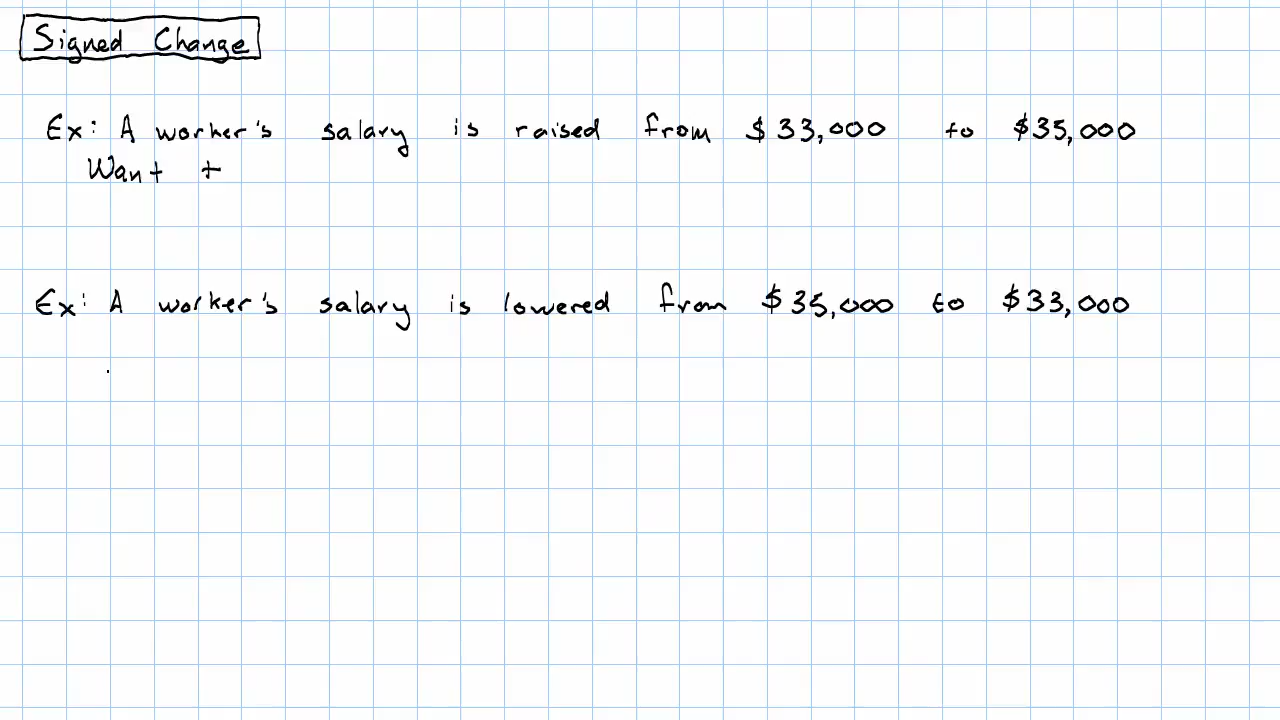 Signed Change
Ex: A worker's salary is raised from $33,000 to $35,000
Want +
Ex: A worker's salary is lowered from $35,000 to $33,000